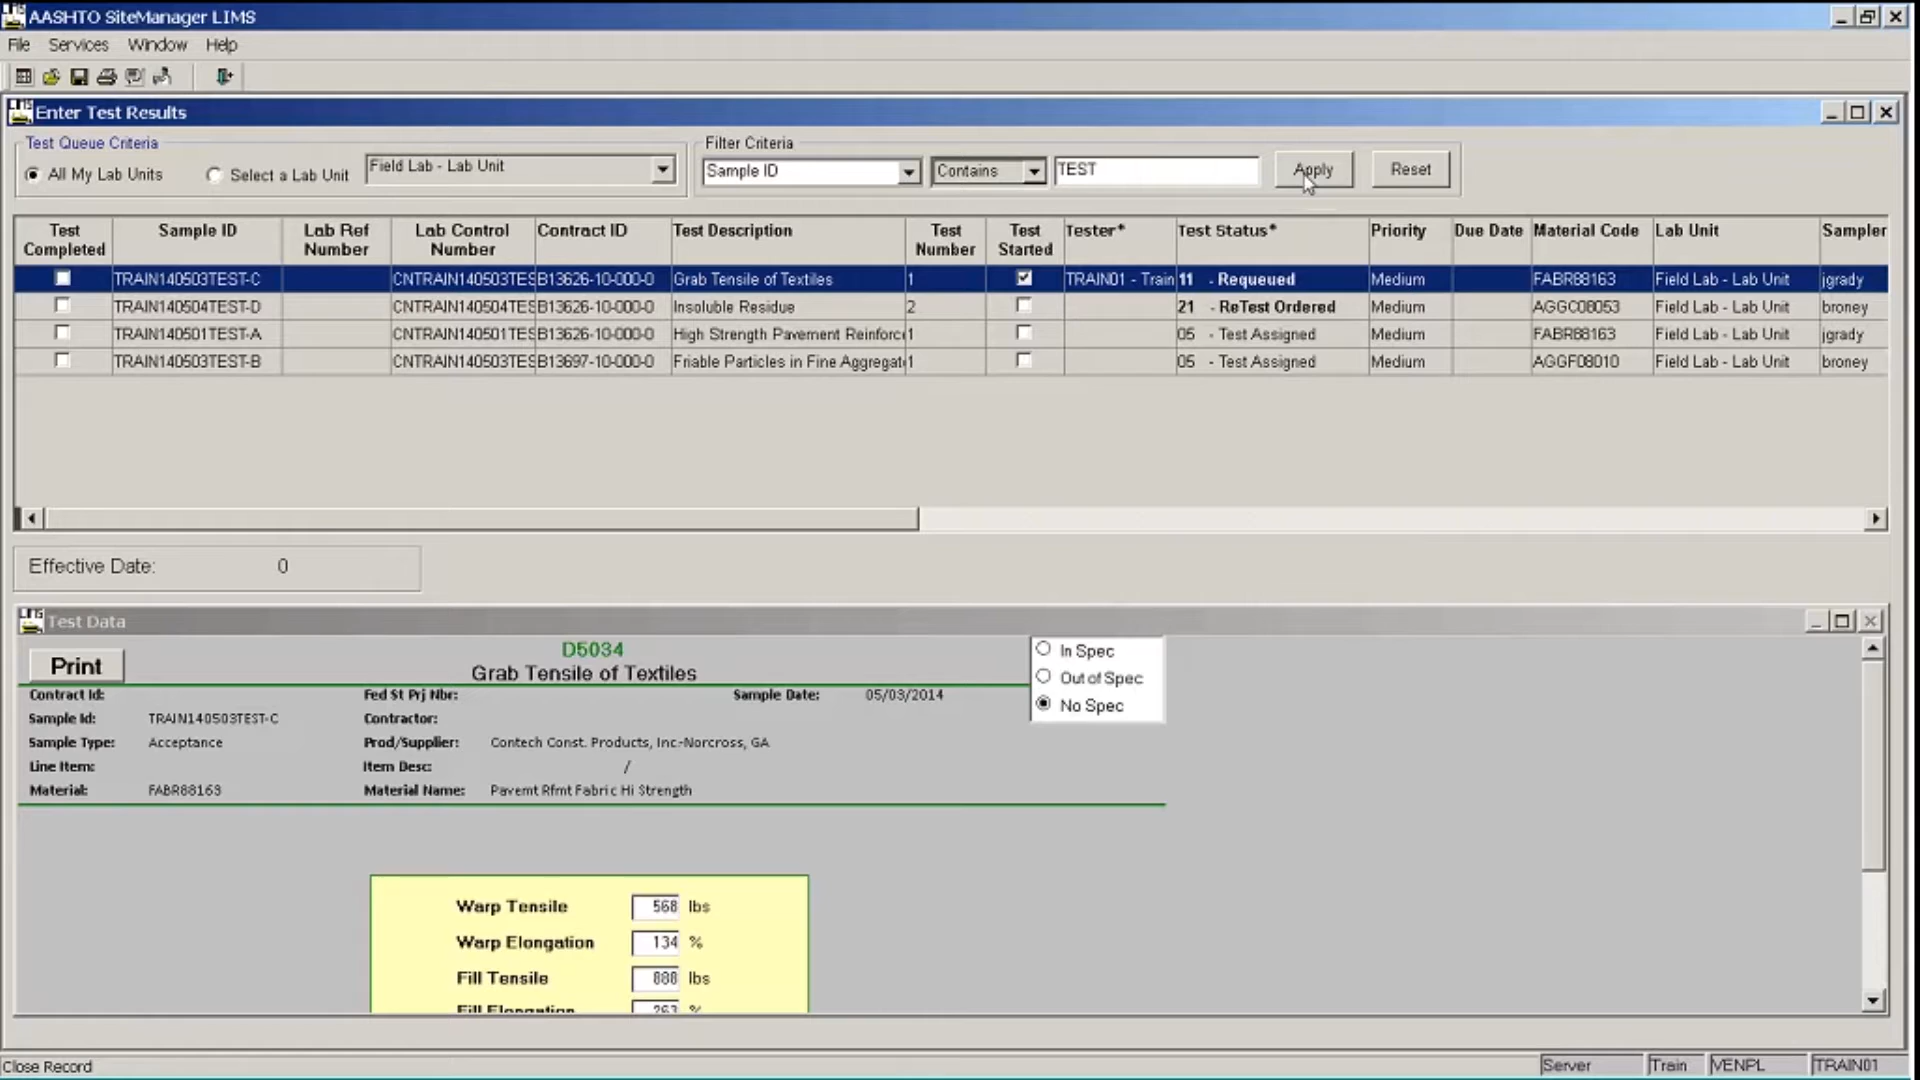 AASHTO SiteManager LIMS
File Services Window Help
Enter Test Results
Test Queue Criteria
Filter Criteria
All My Lab Units Select a Lab Unit Field Lab - Lab Unit Sample ID Contains TEST Apply Reset
Test Completed Sample ID Lab Ref Number Lab Control Number Contract ID Test Description Test Number Test Started Tester* Test Status* Priority Due Date Material Code Lab Unit Sampler
TRAIN140503TEST-C CNTRAIN140503TES B13626-10-000-0 Grab Tensile of Textiles 1 TRAIN01 - Train 11 - Requeued Medium FABR88163 Field Lab - Lab Unit jgrady
TRAIN140504TEST-D CNTRAIN140504TES B13626-10-000-0 Insoluble Residue 2 21 - ReTest Ordered Medium AGGC08053 Field Lab - Lab Unit broney
TRAIN140501TEST-A CNTRAIN140501TES B13626-10-000-0 High Strength Pavement Reinforc 1 05 - Test Assigned Medium FABR88163 Field Lab - Lab Unit jgrady
TRAIN140503TEST-B CNTRAIN140503TES B13697-10-000-0 Friable Particles in Fine Aggregat 1 05 - Test Assigned Medium AGGF08010 Field Lab - Lab Unit broney
Effective Date: 0
Test Data
Print
D5034
Grab Tensile of Textiles
In Spec
Out of Spec
No Spec
Contract Id: Fed St Prj Nbr: Sample Date: 05/03/2014
Sample Id: TRAIN140503TEST-C Contractor:
Sample Type: Acceptance Prod/Supplier: Contech Const. Products, Inc.-Norcross, GA
Line Item: Item Desc: /
Material: FABR88163 Material Name: Pavemt Rfmt Fabric Hi Strength
Warp Tensile 568 lbs
Warp Elongation 134 %
Fill Tensile 888 lbs
Fill Elongation 263 %
Close Record Server Train VENPL TRAIN01